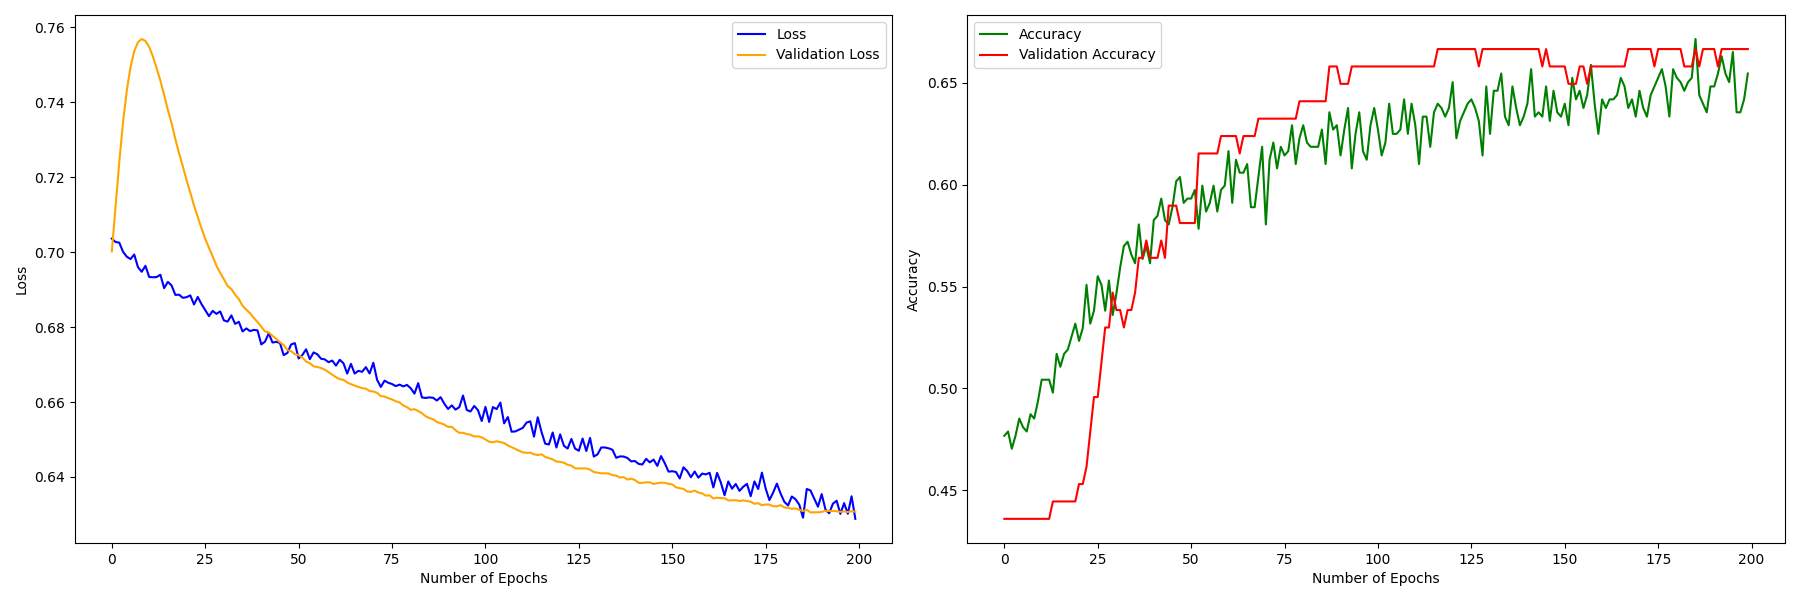 0.76
0.74
0.72
0.70
0.68
0.66
0.64
Loss
Loss
Validation Loss
0 25 50 75 100 125 150 175 200
Number of Epochs
0.65
0.60
0.55
0.50
0.45
Accuracy
Accuracy
Validation Accuracy
0 25 50 75 100 125 150 175 200
Number of Epochs